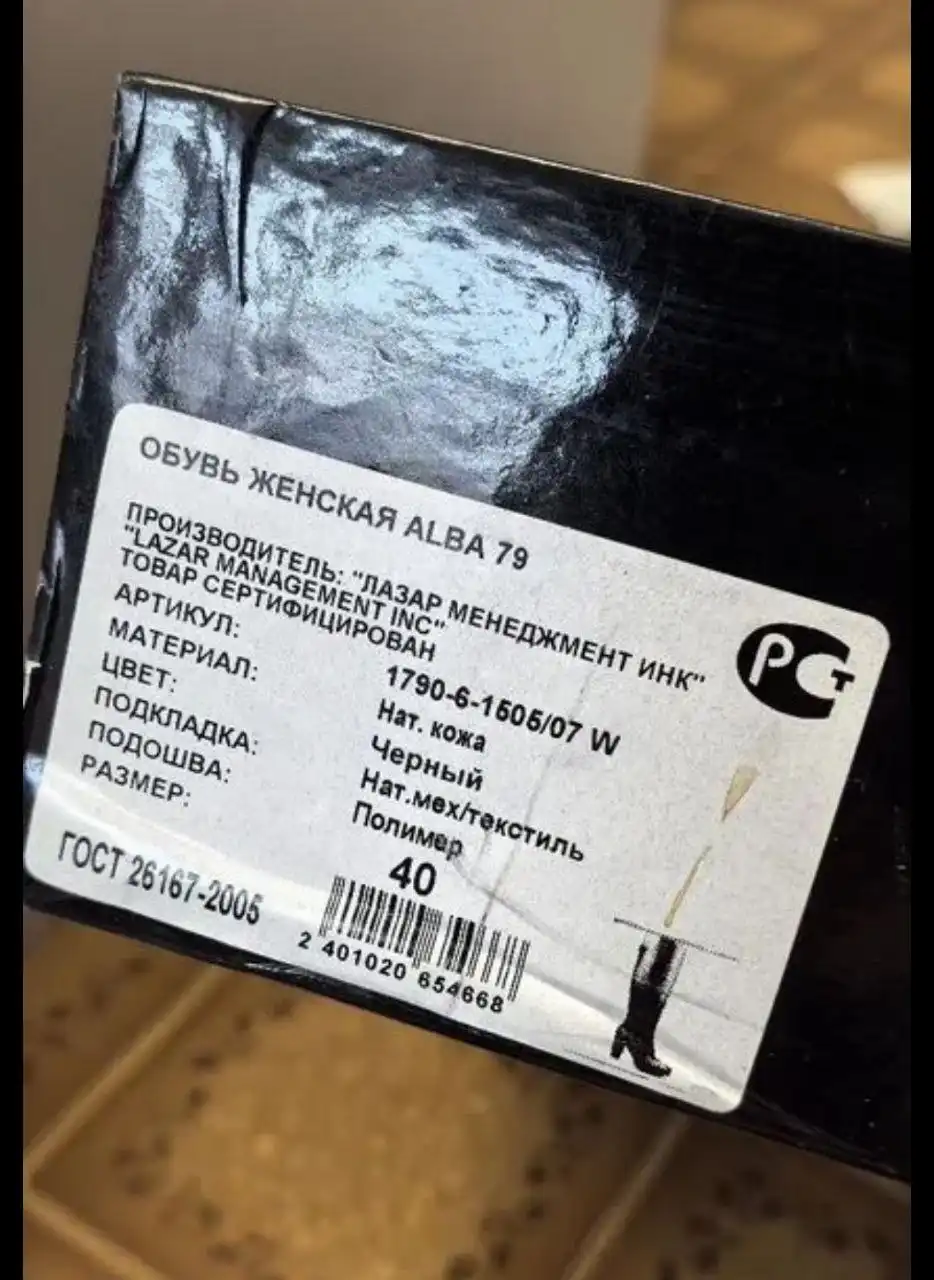 ОБУВЬ ЖЕНСКАЯ ALBA 79
ПРОИЗВОДИТЕЛЬ: "ЛАЗАР МЕНЕДЖМЕНТ ИНК"
"LAZAR MANAGEMENT INC"
ТОВАР СЕРТИФИЦИРОВАН
АРТИКУЛ: 1790-6-1505/07 W
МАТЕРИАЛ: Нат. кожа
ЦВЕТ: Черный
ПОДКЛАДКА: Нат.мех/текстиль
ПОДОШВА: Полимер
РАЗМЕР: 40
ГОСТ 26167-2005
2 401020 654668
РСТ